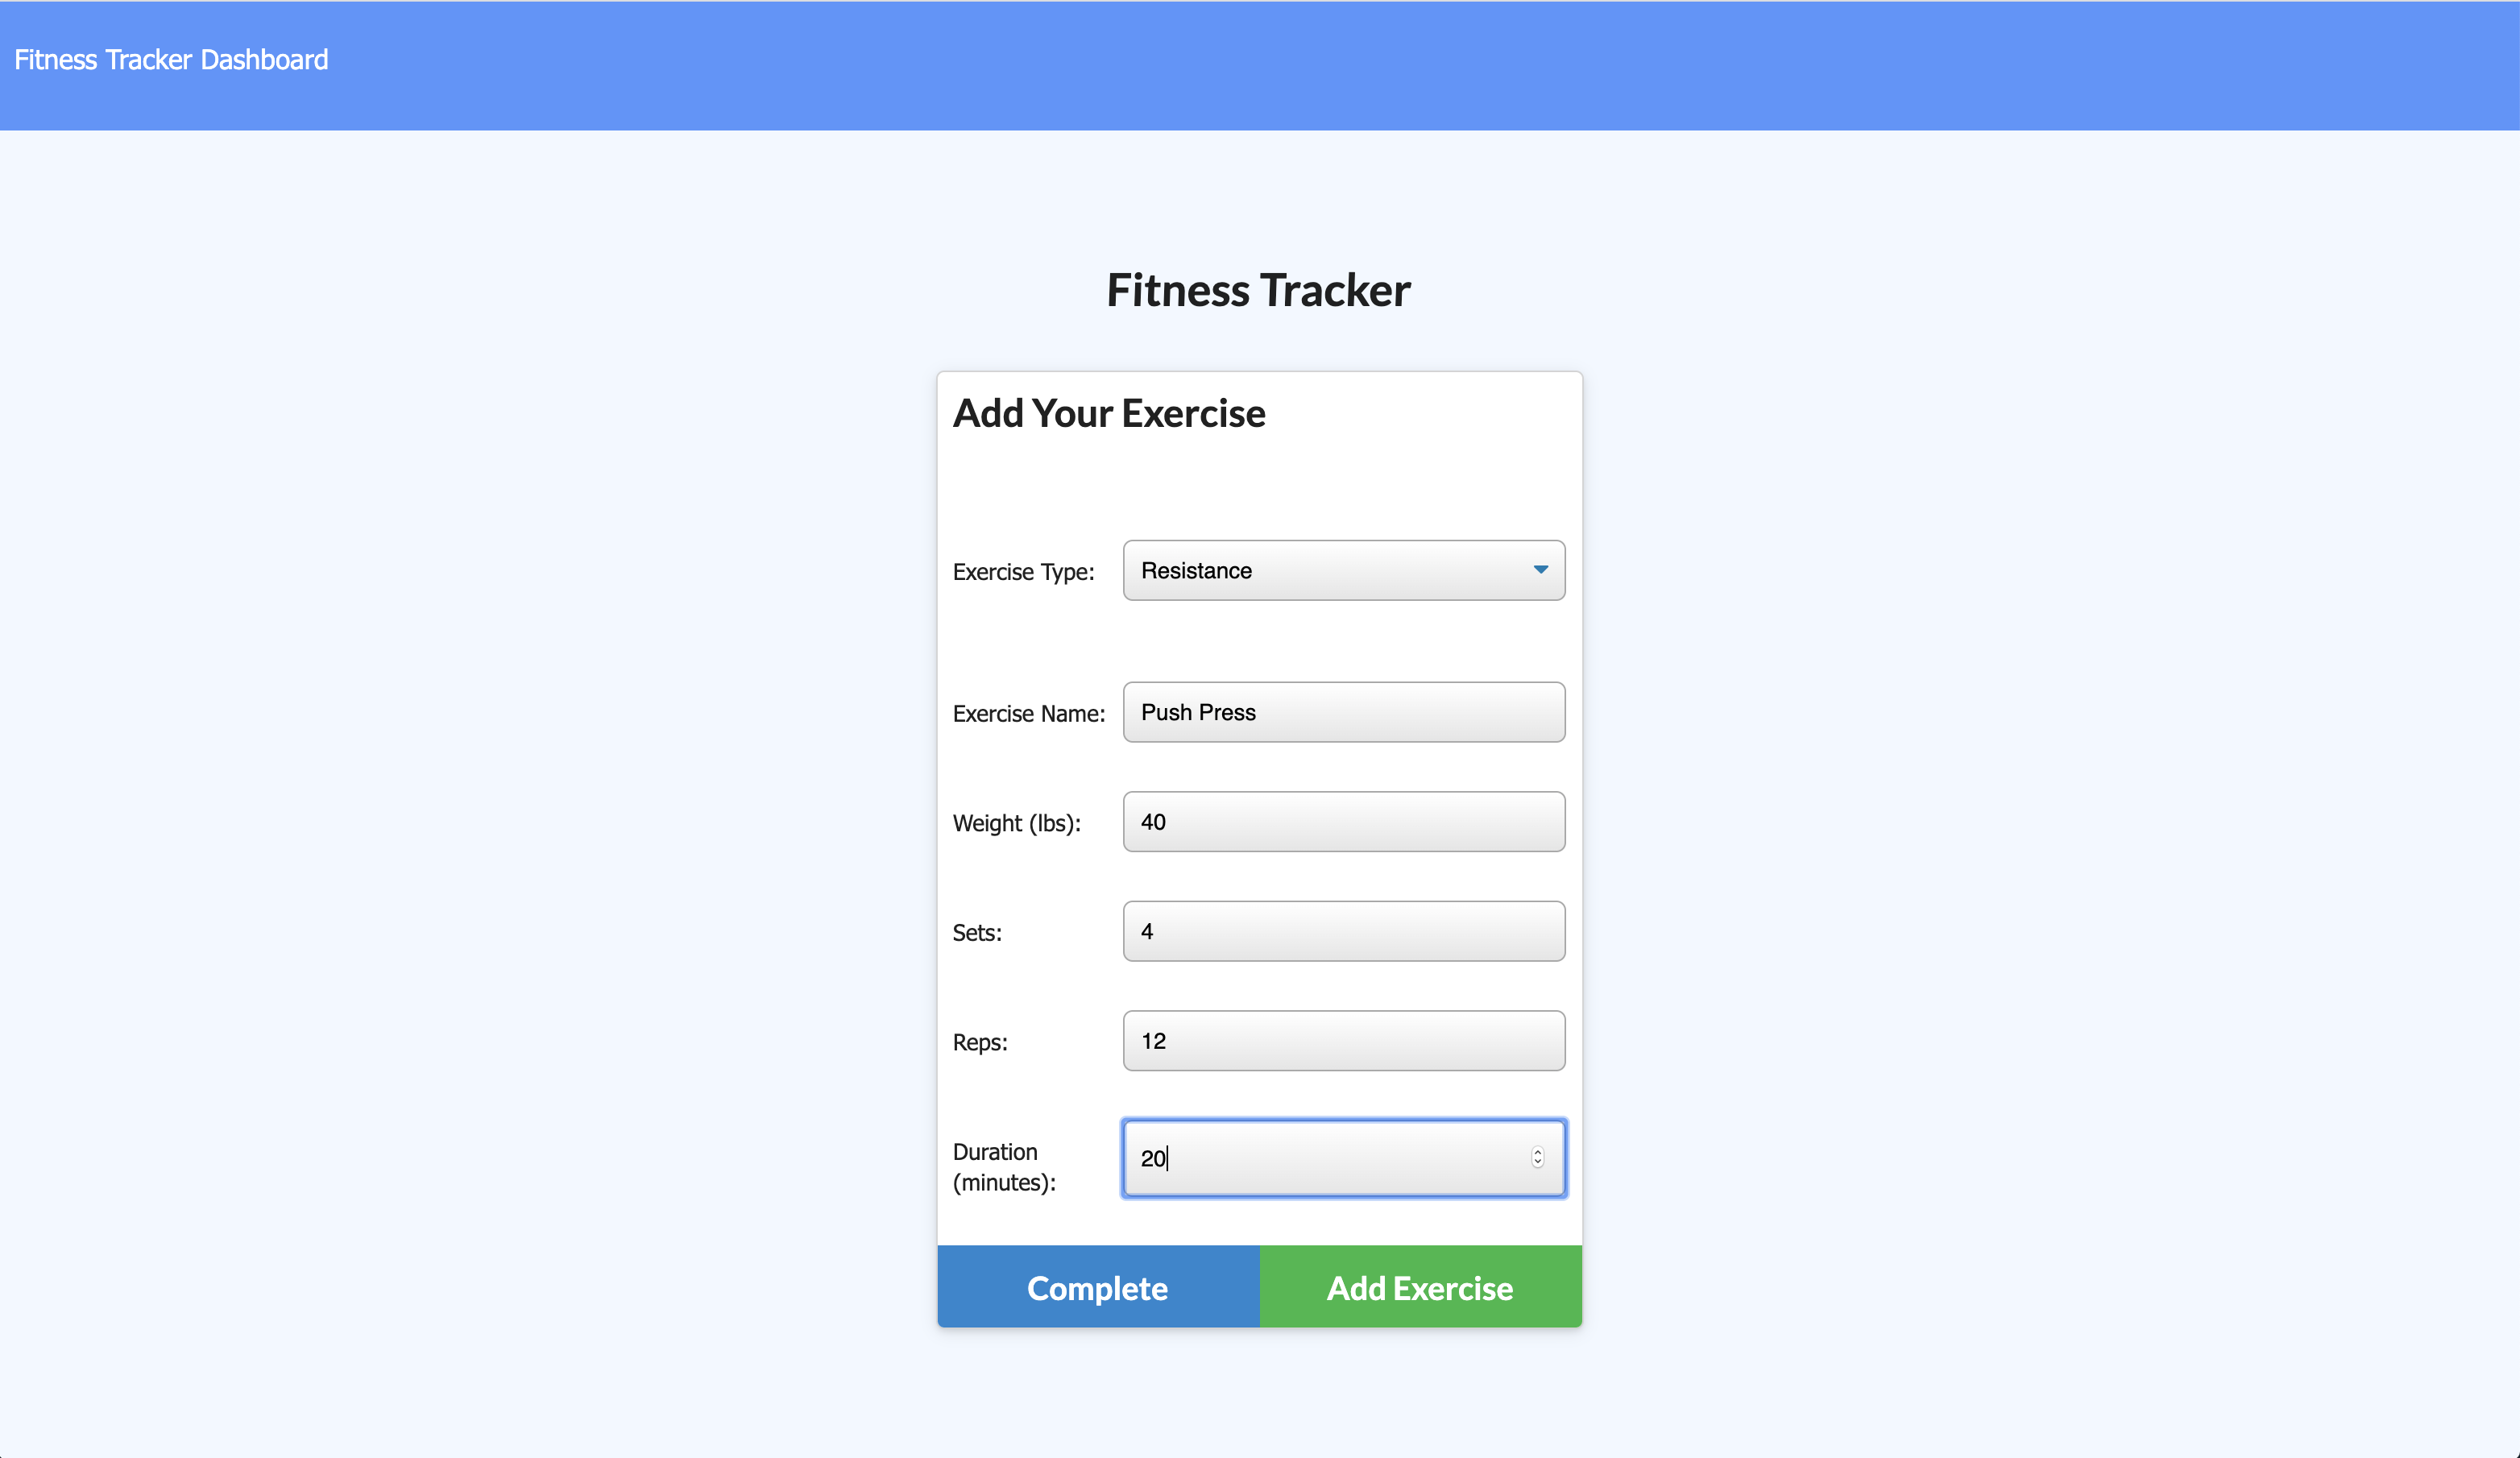 Fitness Tracker Dashboard
Fitness Tracker
Add Your Exercise
Exercise Type: Resistance
Exercise Name: Push Press
Weight (lbs): 40
Sets: 4
Reps: 12
Duration
(minutes): 20
Complete Add Exercise